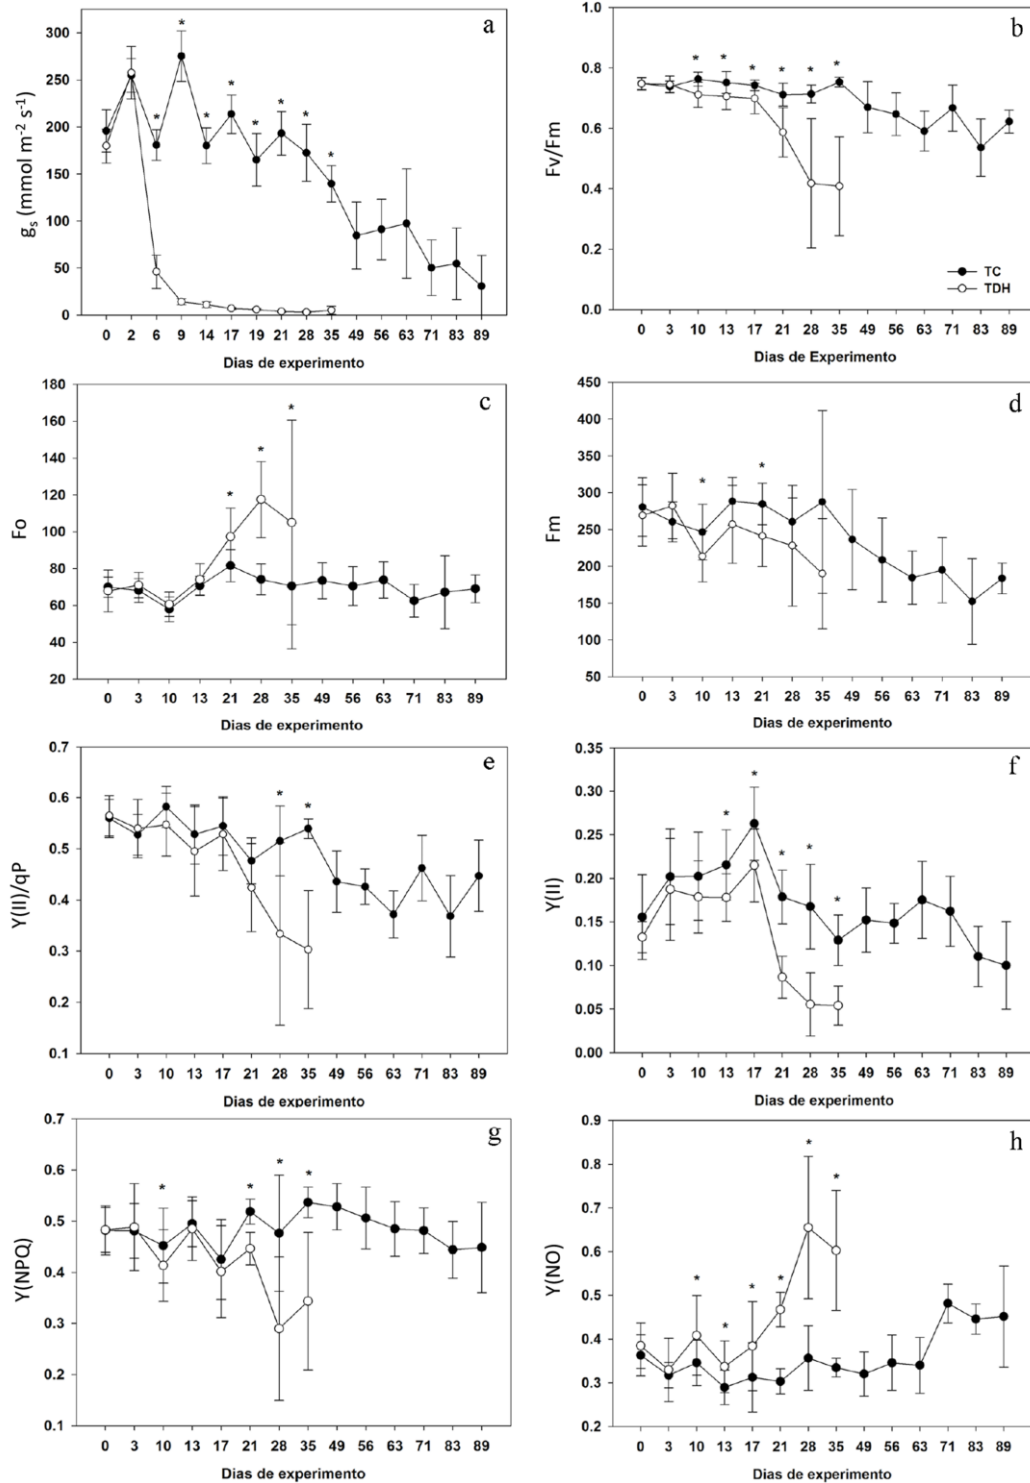 a
300
250
200
150
100
50
0
g_s (mmol m⁻² s⁻¹)
* * * * * * * *
0 2 6 9 14 17 19 21 28 35 49 56 63 71 83 89
Dias de experimento
b
1.0
0.8
0.6
0.4
0.2
0.0
Fv/Fm
* * * * * *
TC
TDH
0 3 10 13 17 21 28 35 49 56 63 71 83 89
Dias de Experimento
c
180
160
140
120
100
80
60
40
20
Fo
* * *
0 3 10 13 21 28 35 49 56 63 71 83 89
Dias de experimento
d
450
400
350
300
250
200
150
100
50
Fm
* *
0 3 10 13 21 28 35 49 56 63 71 83 89
Dias de experimento
e
0.7
0.6
0.5
0.4
0.3
0.2
0.1
Y(II)/qP
* *
0 3 10 13 17 21 28 35 49 56 63 71 83 89
Dias de experimento
f
0.35
0.30
0.25
0.20
0.15
0.10
0.05
0.00
Y(II)
* * * * *
0 3 10 13 17 21 28 35 49 56 63 71 83 89
Dias de experimento
g
0.7
0.6
0.5
0.4
0.3
0.2
0.1
Y(NPQ)
* * * *
0 3 10 13 17 21 28 35 49 56 63 71 83 89
Dias de experimento
h
0.9
0.8
0.7
0.6
0.5
0.4
0.3
0.2
Y(NO)
* * * * * *
0 3 10 13 17 21 28 35 49 56 63 71 83 89
Dias de experimento